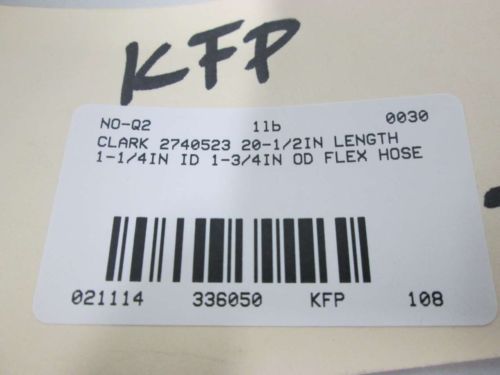 KFP
NO-Q2 1lb 0030
CLARK 2740523 20-1/2IN LENGTH
1-1/4IN ID 1-3/4IN OD FLEX HOSE
021114 336050 KFP 108